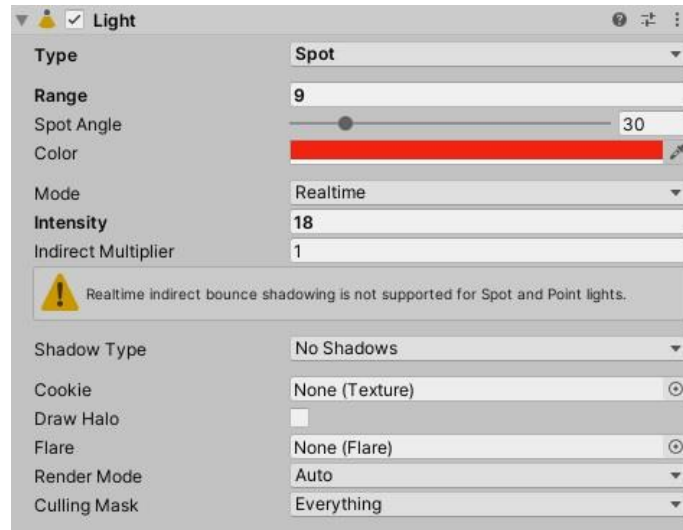 Light
Type Spot
Range 9
Spot Angle 30
Color
Mode Realtime
Intensity 18
Indirect Multiplier 1
Realtime indirect bounce shadowing is not supported for Spot and Point lights.
Shadow Type No Shadows
Cookie None (Texture)
Draw Halo
Flare None (Flare)
Render Mode Auto
Culling Mask Everything